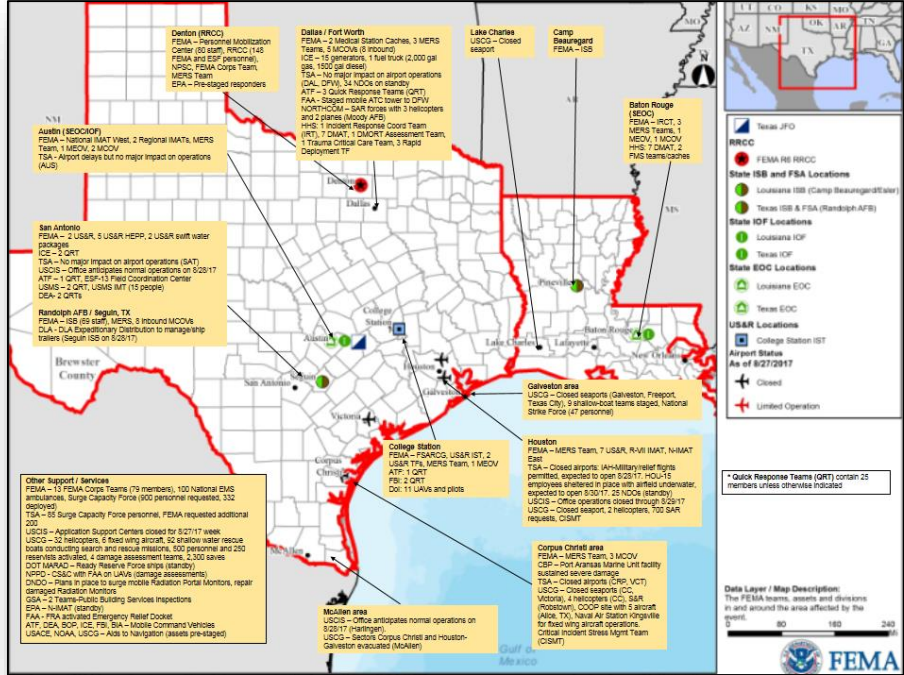 Denton (RRCC)
FEMA – Personnel Mobilization
Center (80 staff), RRCC (148
FEMA and ESF personnel),
NPSC, FEMA Corps Team,
MERS Team
EPA – Pre-staged responders
Dallas / Fort Worth
FEMA – 2 Medical Station Caches, 3 MERS
Teams, 5 MCOVs (8 inbound)
ICE – 15 generators, 1 fuel truck (2,000 gal
gas, 1500 gal diesel)
TSA – No major impact on airport operations
(DAL, DFW), 34 NDOs on standby
ATF – 3 Quick Response Teams (QRT)
FAA - Staged mobile ATC tower to DFW
NORTHCOM – SAR forces with 3 helicopters
and 2 planes (Moody AFB)
HHS: 1 Incident Response Coord Team
(IRT), 7 DMAT, 1 DMORT Assessment Team,
1 Trauma Critical Care Team, 3 Rapid
Deployment TF
Lake Charles
USCG – Closed
seaport
Camp
Beauregard
FEMA – ISB
Baton Rouge
(SEOC)
FEMA – IRCT, 3
MERS Teams, 1
MEOV, 1 MCOV
HHS: 7 DMAT, 2
FMS teams/caches
Austin (SEOC/IOF)
FEMA – National IMAT West, 2 Regional IMATs, MERS
Team, 1 MEOV, 2 MCOV
TSA - Airport delays but no major impact on operations
(AUS)
San Antonio
FEMA – 2 US&R, 5 US&R HEPP, 2 US&R swift water
packages
ICE – 2 QRT
TSA – No major Impact on airport operations (SAT)
USCIS – Office anticipates normal operations on 8/28/17
ATF – 1 QRT, ESF-13 Field Coordination Center
USMS – 2 QRT, USMS IMT (15 people)
DEA- 2 QRTs
Randolph AFB / Seguin, TX
FEMA – ISB (69 staff), MERS, 8 inbound MCOVs
DLA - DLA Expeditionary Distribution to manage/ship
trailers (Seguin ISB on 8/28/17)
Other Support / Services
FEMA – 13 FEMA Corps Teams (79 members), 100 National EMS
ambulances, Surge Capacity Force (900 personnel requested, 332
deployed)
TSA – 85 Surge Capacity Force personnel, FEMA requested additional
200
USCIS – Application Support Centers closed for 8/27/17 week
USCG – 32 helicopters, 6 fixed wing aircraft, 92 shallow water rescue
boats conducting search and rescue missions, 500 personnel and 250
reservists activated, 4 damage assessment teams, 2,300 saves
DOT MARAD – Ready Reserve Force ships (standby)
NPPD - CS&C with FAA on UAVs (damage assessments)
DNDO – Plans in place to surge mobile Radiation Portal Monitors, repair
damaged Radiation Monitors
GSA – 2 Teams-Public Building Services Inspections
EPA – N-IMAT (standby)
FAA - FRA activated Emergency Relief Docket
ATF, DEA, BOP, ICE, FBI, BIA – Mobile Command Vehicles
USACE, NOAA, USCG – Aids to Navigation (assets pre-staged)
McAllen area
USCIS – Office anticipates normal operations on
8/28/17 (Harlingen).
USCG – Sectors Corpus Christi and Houston-
Galveston evacuated (McAllen)
College Station
FEMA – FSARCG, US&R IST, 2
US&R TFs, MERS Team, 1 MEOV
ATF: 1 QRT
FBI: 2 QRT
DoI: 11 UAVs and pilots
Galveston area
USCG – Closed seaports (Galveston, Freeport,
Texas City), 9 shallow-boat teams staged, National
Strike Force (47 personnel)
Houston
FEMA – MERS Team, 7 US&R, R-VII IMAT, N-IMAT
East
TSA – Closed airports: IAH-Military/relief flights
permitted, expected to open 8/28/17. HOU-15
employees sheltered in place with airfield underwater,
expected to open 8/30/17. 25 NDOs (standby)
USCIS – Office operations closed through 8/29/17
USCG – Closed seaport, 2 helicopters, 700 SAR
requests, CISMT
Corpus Christi area
FEMA – MERS Team, 3 MCOV
CBP – Port Aransas Marine Unit facility
sustained severe damage
TSA – Closed airports (CRP, VCT)
USCG – Closed seaports (CC,
Victoria), 4 helicopters (CC), S&R
(Robstown), COOP site with 5 aircraft
(Alice, TX), Naval Air Station Kingsville
for fixed wing aircraft operations.
Critical Incident Stress Mgmt Team
(CISMT)
NM
AR
MS
Denton
Dallas
College
Station
Austin
Seguin
San Antonio
Brewster
County
Victoria
Corpus
Christi
McAllen
Houston
Galveston
Pineville
Lake Charles
Lafayette
Baton Rouge
New Orleans
Gulf of
Mexico
MO
N
UT
CO
KS
MO
KY
AZ
NM
OK
AR
TN
TX
GA
Texas JFO
RRCC
FEMA R6 RRCC
State ISB and FSA Locations
Louisiana ISB (Camp Beauregard/Esler)
Texas ISB & FSA (Randolph AFB)
State IOF Locations
Louisiana IOF
Texas IOF
State EOC Locations
Louisiana EOC
Texas EOC
US&R Locations
College Station IST
Airport Status
As of 8/27/2017
Closed
Limited Operation
* Quick Response Teams (QRT) contain 25
members unless otherwise indicated
Data Layer / Map Description:
The FEMA teams, assets and divisions
in and around the area affected by the
event.
0 60 120 240
Mi
FEMA